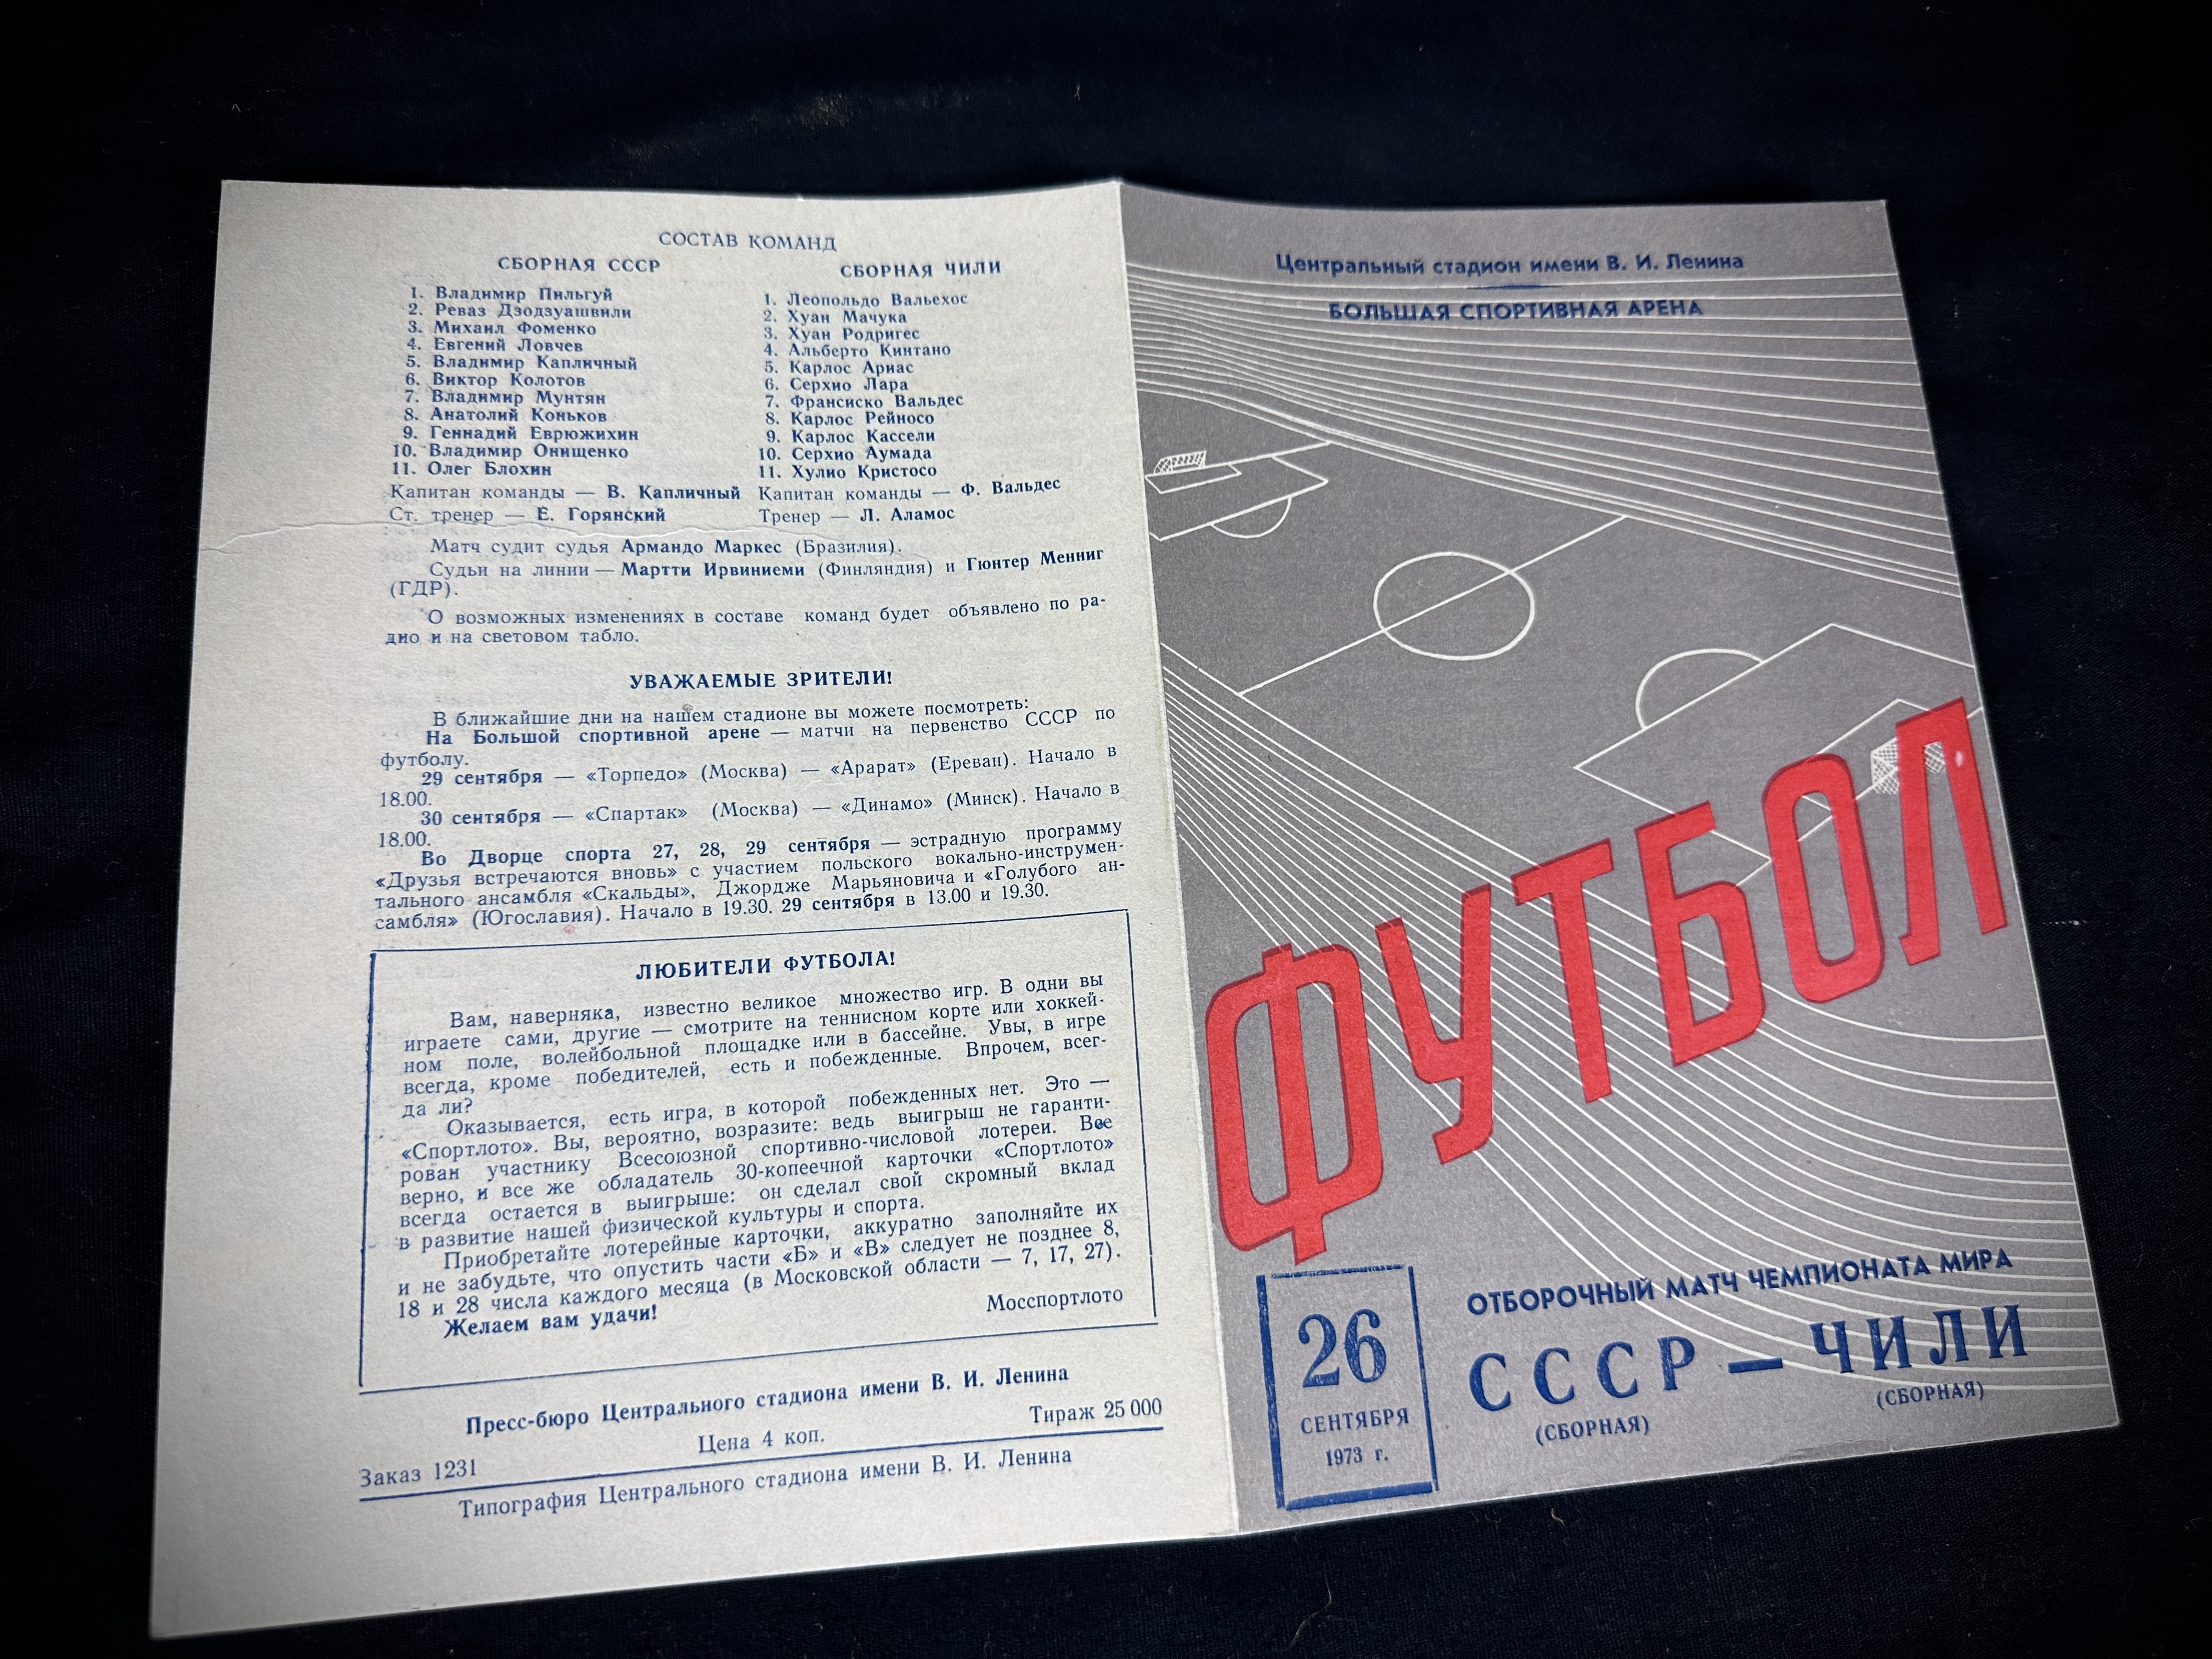 СОСТАВ КОМАНД
СБОРНАЯ СССР
1. Владимир Пильгуй
2. Реваз Дзодзуашвили
3. Михаил Фоменко
4. Евгений Ловчев
5. Владимир Капличный
6. Виктор Колотов
7. Владимир Мунтян
8. Анатолий Коньков
9. Геннадий Еврюжихин
10. Владимир Онищенко
11. Олег Блохин
Капитан команды — В. Капличный
Ст. тренер — Е. Горянский
СБОРНАЯ ЧИЛИ
1. Леопольдо Вальехос
2. Хуан Мачука
3. Хуан Родригес
4. Альберто Кинтано
5. Карлос Ариас
6. Серхио Лара
7. Франсиско Вальдес
8. Карлос Рейносо
9. Карлос Кассели
10. Серхио Аумада
11. Хулио Кристосо
Капитан команды — Ф. Вальдес
Тренер — Л. Аламос
Матч судит судья Армандо Маркес (Бразилия).
Судьи на линии — Мартти Ирвиниеми (Финляндия) и Гюнтер Менниг
(ГДР).
О возможных изменениях в составе команд будет объявлено по ра-
дио и на световом табло.
УВАЖАЕМЫЕ ЗРИТЕЛИ!
В ближайшие дни на нашем стадионе вы можете посмотреть:
На Большой спортивной арене — матчи на первенство СССР по
футболу.
29 сентября — «Торпедо» (Москва) — «Арарат» (Ереван). Начало в
18.00.
30 сентября — «Спартак» (Москва) — «Динамо» (Минск). Начало в
18.00.
Во Дворце спорта 27, 28, 29 сентября — эстрадную программу
«Друзья встречаются вновь» с участием польского вокально-инструмен-
тального ансамбля «Скальды», Джордже Марьяновича и «Голубого ан-
самбля» (Югославия). Начало в 19.30. 29 сентября в 13.00 и 19.30.
ЛЮБИТЕЛИ ФУТБОЛА!
Вам, наверняка, известно великое множество игр. В одни вы
играете сами, другие — смотрите на теннисном корте или хоккей-
ном поле, волейбольной площадке или в бассейне. Увы, в игре
всегда, кроме победителей, есть и побежденные. Впрочем, всег-
да ли?
Оказывается, есть игра, в которой побежденных нет. Это —
«Спортлото». Вы, вероятно, возразите: ведь выигрыш не гаранти-
рован участнику Всесоюзной спортивно-числовой лотереи. Все
верно, и все же обладатель 30-копеечной карточки «Спортлото»
всегда остается в выигрыше: он сделал свой скромный вклад
в развитие нашей физической культуры и спорта.
Приобретайте лотерейные карточки, аккуратно заполняйте их
и не забудьте, что опустить части «Б» и «В» следует не позднее 8,
18 и 28 числа каждого месяца (в Московской области — 7, 17, 27).
Желаем вам удачи!
Мосспортлото
Пресс-бюро Центрального стадиона имени В. И. Ленина
Заказ 1231
Цена 4 коп.
Тираж 25 000
Типография Центрального стадиона имени В. И. Ленина
Центральный стадион имени В. И. Ленина
БОЛЬШАЯ СПОРТИВНАЯ АРЕНА
ФУТБОЛ
26
СЕНТЯБРЯ
1973 г.
ОТБОРОЧНЫЙ МАТЧ ЧЕМПИОНАТА МИРА
СССР — ЧИЛИ
(СБОРНАЯ)
(СБОРНАЯ)